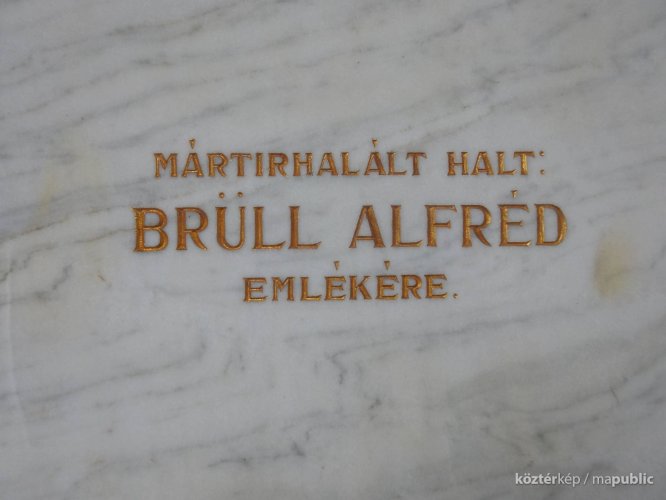 MÁRTIRHALÁLT HALT:
BRÜLL ALFRÉD
EMLÉKÉRE.
köztérkép / mapublic